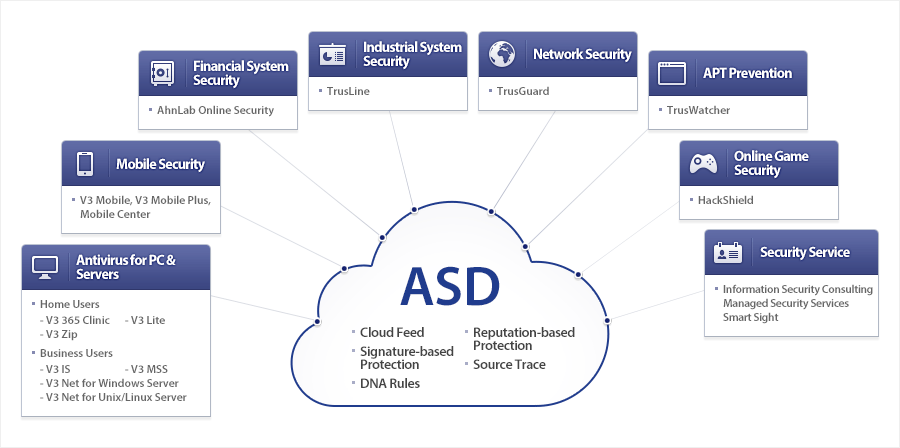 Industrial System
Security
TrusLine
Network Security
TrusGuard
Financial System
Security
AhnLab Online Security
APT Prevention
TrusWatcher
Mobile Security
V3 Mobile, V3 Mobile Plus,
Mobile Center
Online Game
Security
HackShield
Antivirus for PC &
Servers
Home Users
- V3 365 Clinic - V3 Lite
- V3 Zip
Business Users
- V3 IS - V3 MSS
- V3 Net for Windows Server
- V3 Net for Unix/Linux Server
Security Service
Information Security Consulting
Managed Security Services
Smart Sight
ASD
Cloud Feed
Signature-based
Protection
DNA Rules
Reputation-based
Protection
Source Trace